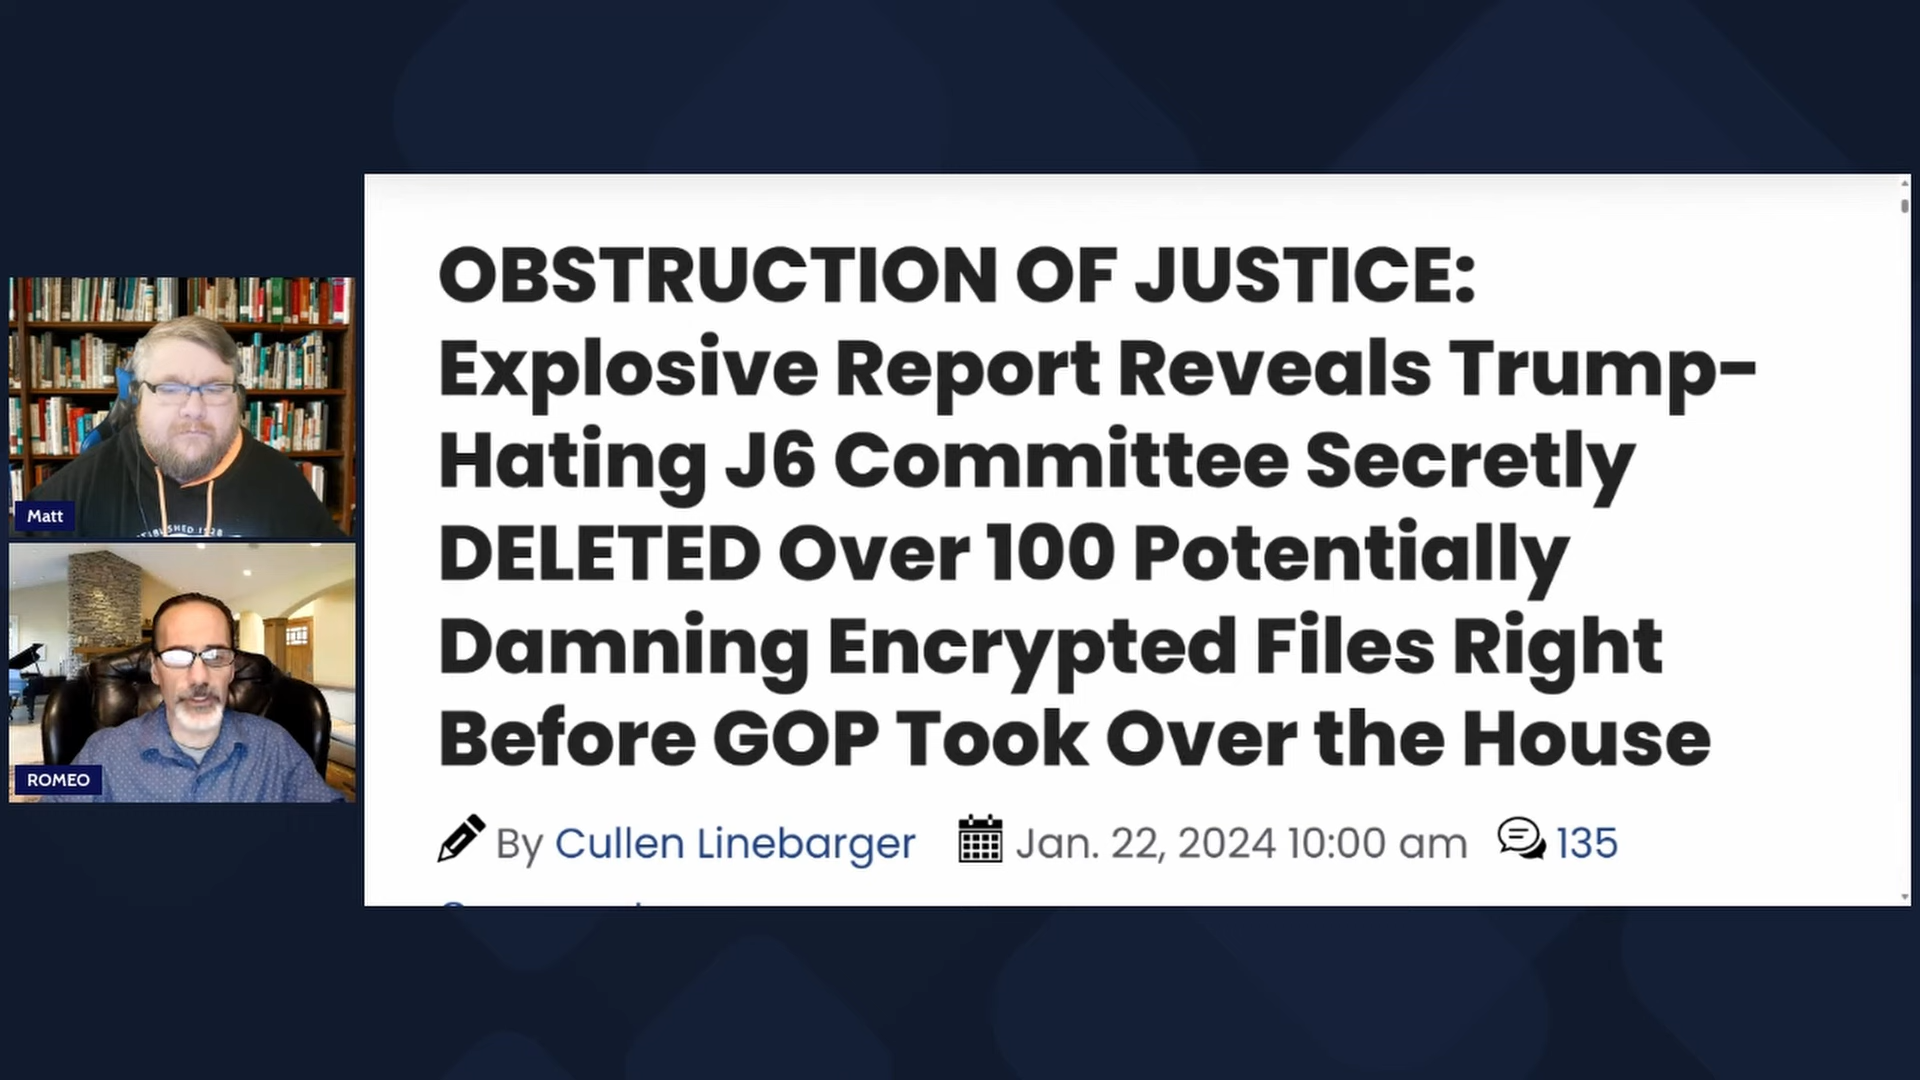 OBSTRUCTION OF JUSTICE:
Explosive Report Reveals Trump-
Hating J6 Committee Secretly
DELETED Over 100 Potentially
Damning Encrypted Files Right
Before GOP Took Over the House
By Cullen Linebarger Jan. 22, 2024 10:00 am 135
Matt
ROMEO